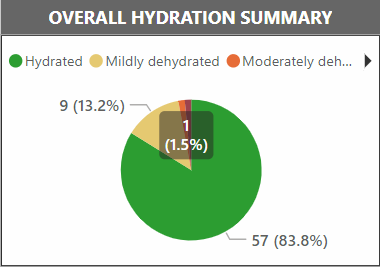 OVERALL HYDRATION SUMMARY
Hydrated Mildly dehydrated Moderately deh...
9 (13.2%)
1
(1.5%)
57 (83.8%)